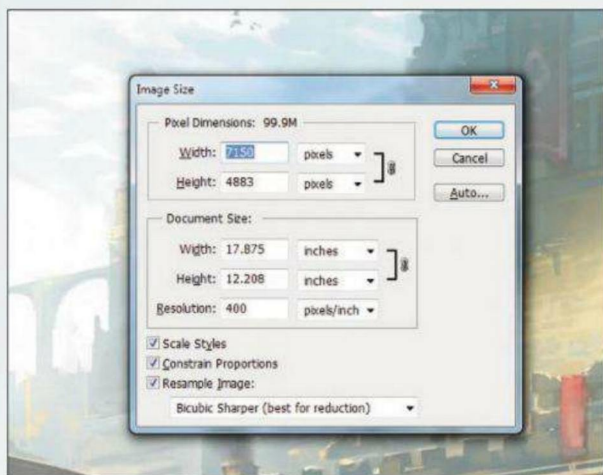 Image Size
Pixel Dimensions: 99.9M
Width: 7150 pixels
Height: 4883 pixels
OK
Cancel
Auto...
Document Size:
Width: 17.875 inches
Height: 12.208 inches
Resolution: 400 pixels/inch
Scale Styles
Constrain Proportions
Resample Image:
Bicubic Sharper (best for reduction)